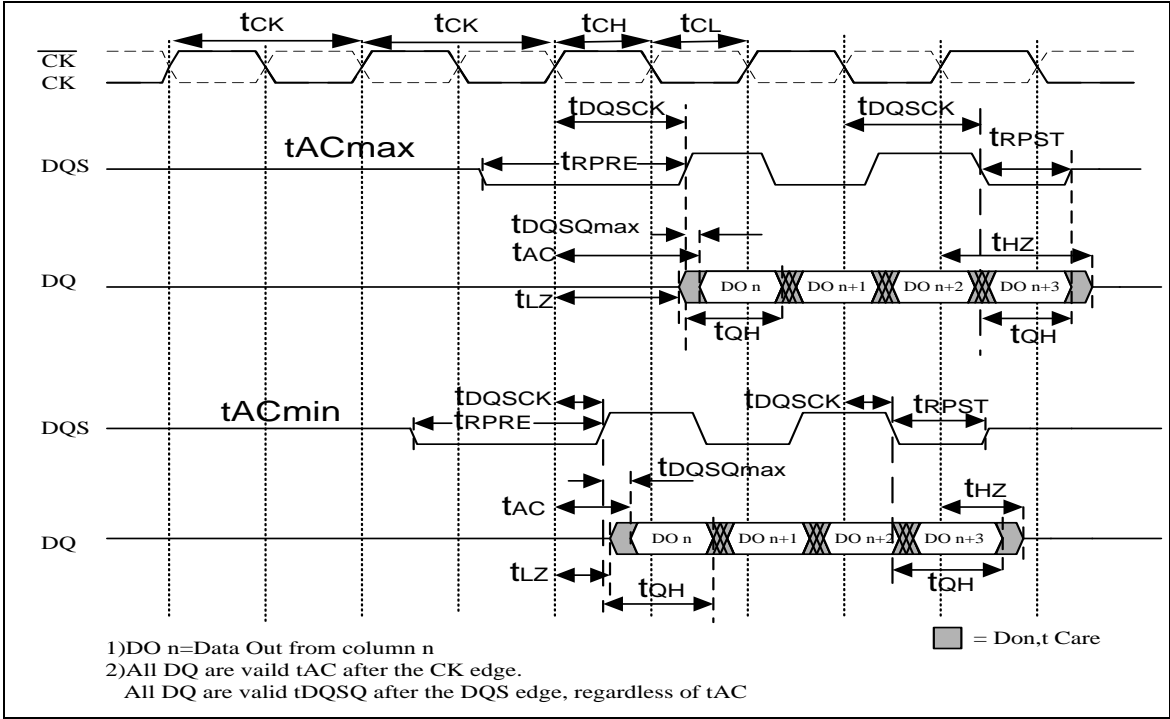 tCK tCK tCH tCL
CK
CK
tDQSCK tDQSCK
tACmax tRPRE tRPST
DQS
tDQSQmax
tAC tHZ
DQ DO n DO n+1 DO n+2 DO n+3
tLZ
tQH tQH
tDQSCK tDQSCK
tACmin tRPRE tRPST
DQS
tDQSQmax
tAC tHZ
DQ DO n DO n+1 DO n+2 DO n+3
tLZ tQH tQH
1)DO n=Data Out from column n
= Don,t Care
2)All DQ are vaild tAC after the CK edge.
All DQ are valid tDQSQ after the DQS edge, regardless of tAC